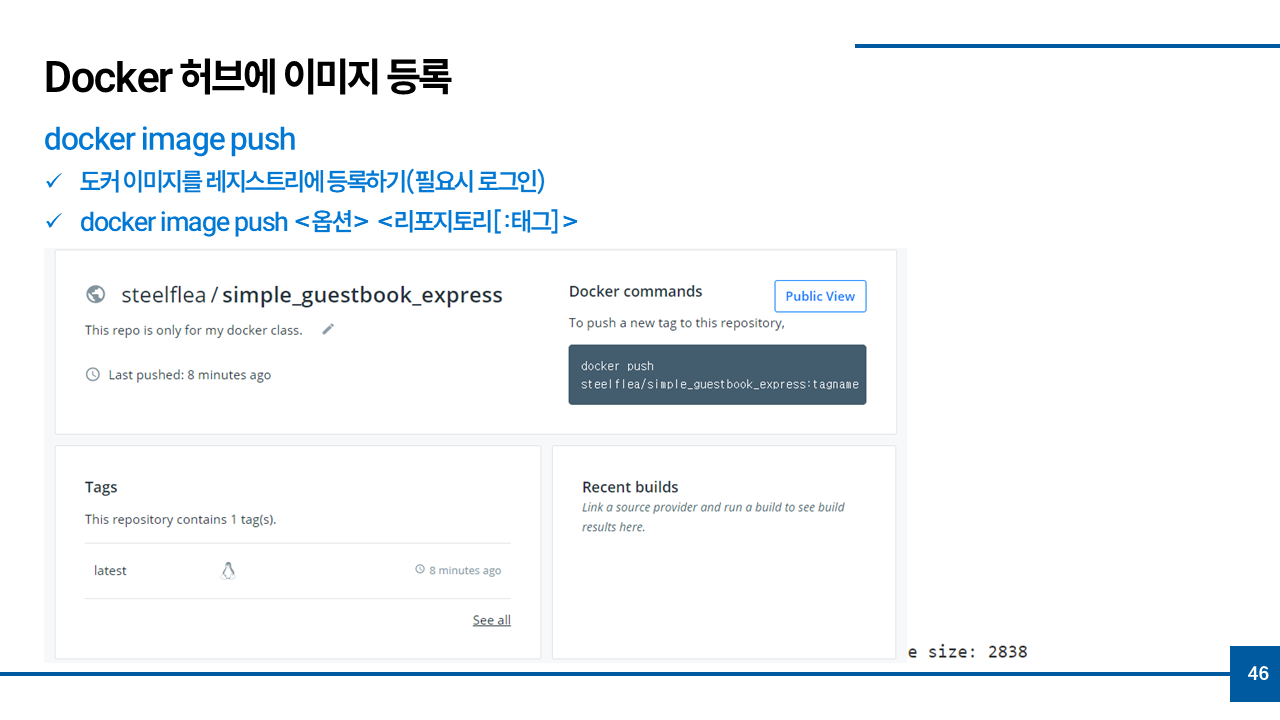 Docker 허브에 이미지 등록
docker image push
✓ 도커 이미지를 레지스트리에 등록하기(필요시 로그인)
✓ docker image push <옵션> <리포지토리[:태그]>
steelflea / simple_guestbook_express
This repo is only for my docker class.
Last pushed: 8 minutes ago
Docker commands
Public View
To push a new tag to this repository,
docker push
steelflea/simple_guestbook_express:tagname
Tags
This repository contains 1 tag(s).
latest 8 minutes ago
See all
Recent builds
Link a source provider and run a build to see build
results here.
e size: 2838
46